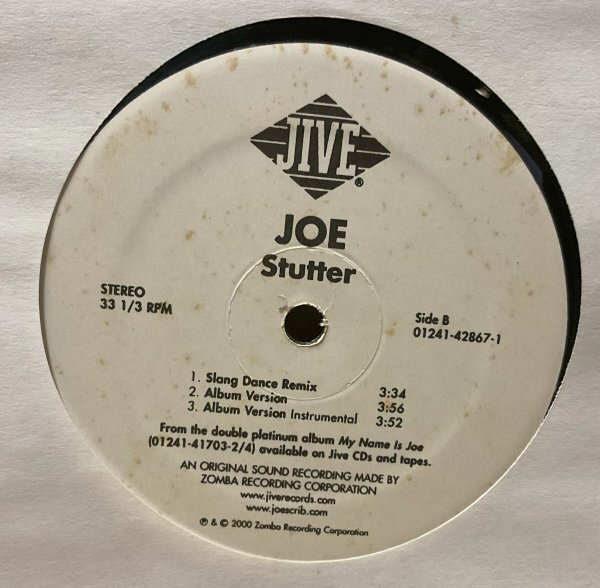 JIVE®
JOE
Stutter
STEREO
33 1/3 RPM
Side B
01241-42867-1
1. Slang Dance Remix 3:34
2. Album Version 3:56
3. Album Version Instrumental 3:52
From the double platinum album My Name Is Joe
(01241-41703-2/4) available on Jive CDs and tapes.
AN ORIGINAL SOUND RECORDING MADE BY
ZOMBA RECORDING CORPORATION
www.jiverecords.com
www.joescrib.com
℗ & © 2000 Zomba Recording Corporation